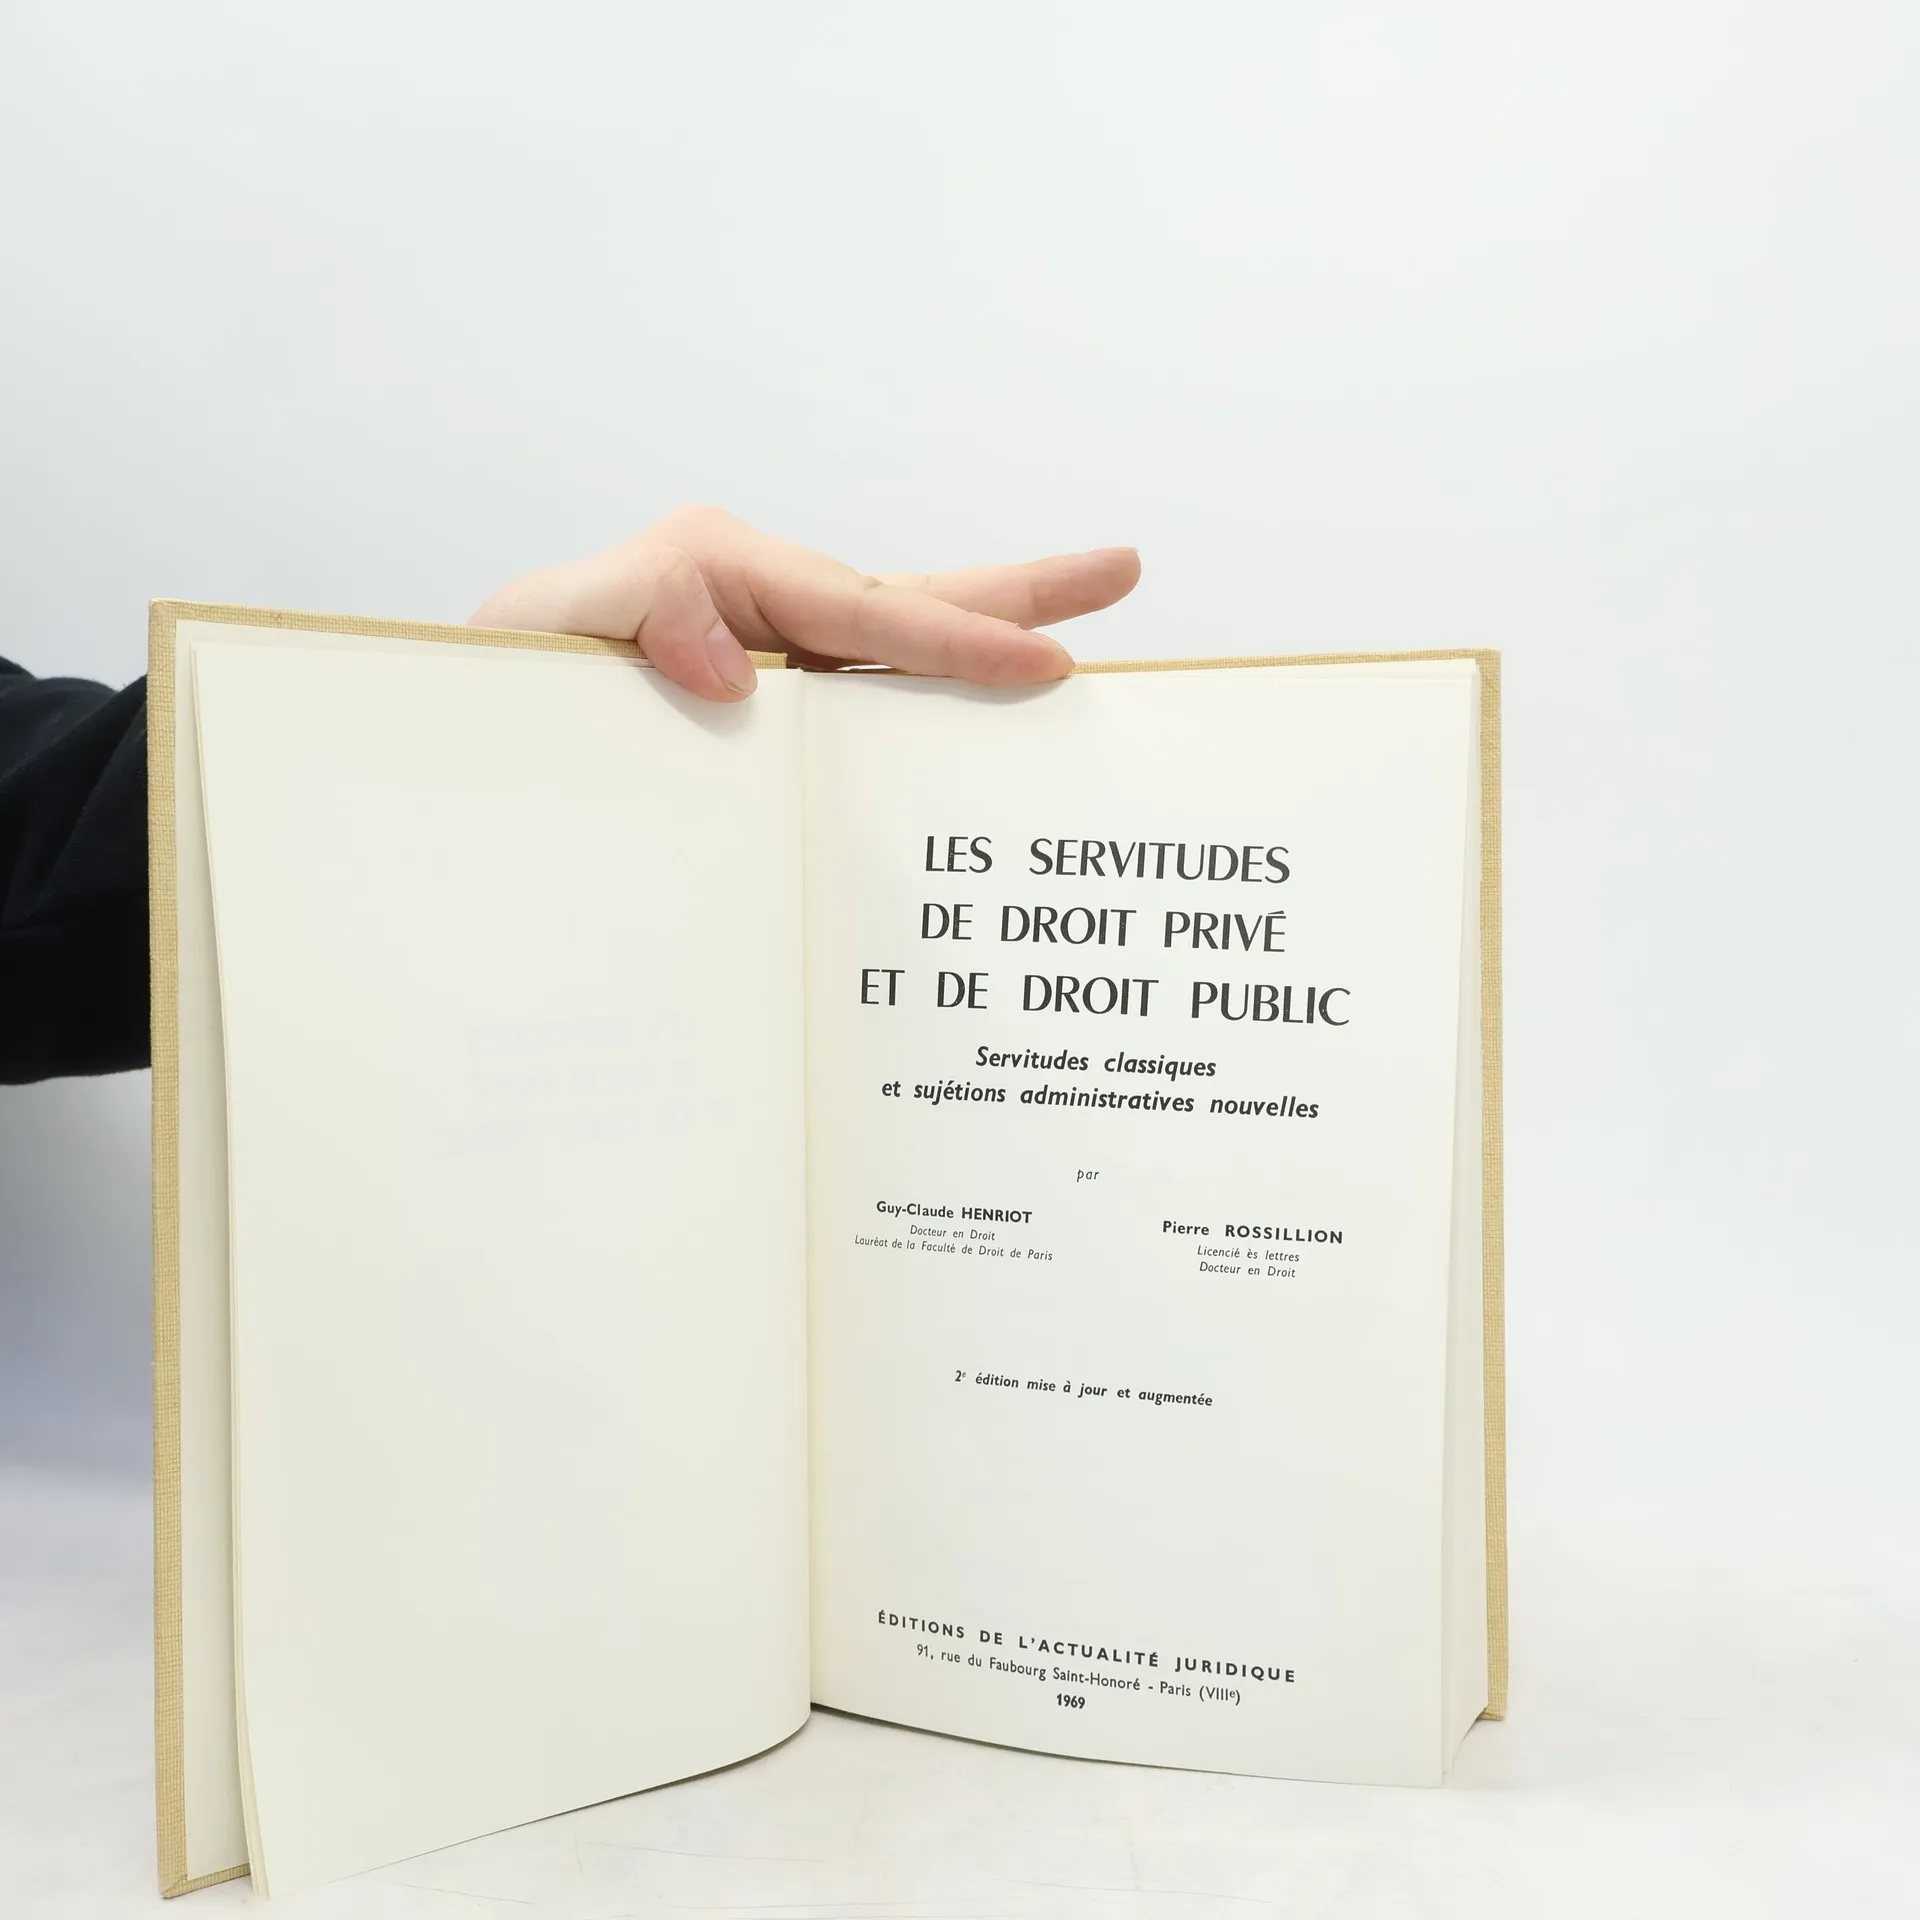 LES SERVITUDES
DE DROIT PRIVÉ
ET DE DROIT PUBLIC
Servitudes classiques
et sujétions administratives nouvelles
par
Guy-Claude HENRIOT
Docteur en Droit
Lauréat de la Faculté de Droit de Paris
Pierre ROSSILLION
Licencié ès lettres
Docteur en Droit
2e édition mise à jour et augmentée
ÉDITIONS DE L'ACTUALITÉ JURIDIQUE
91, rue du Faubourg Saint-Honoré - Paris (VIIIe)
1969